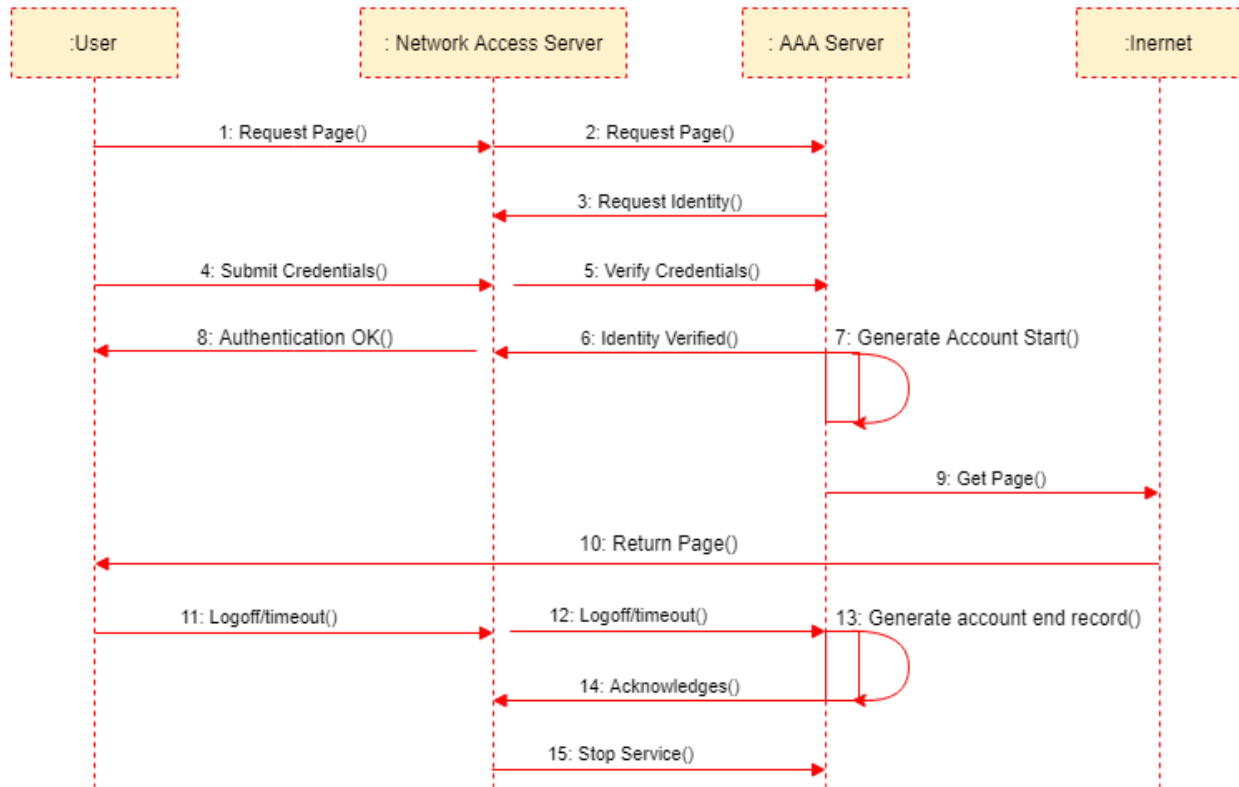 :User
: Network Access Server
: AAA Server
:Inernet
1: Request Page()
2: Request Page()
3: Request Identity()
4: Submit Credentials()
5: Verify Credentials()
8: Authentication OK()
6: Identity Verified()
7: Generate Account Start()
9: Get Page()
10: Return Page()
11: Logoff/timeout()
12: Logoff/timeout()
13: Generate account end record()
14: Acknowledges()
15: Stop Service()